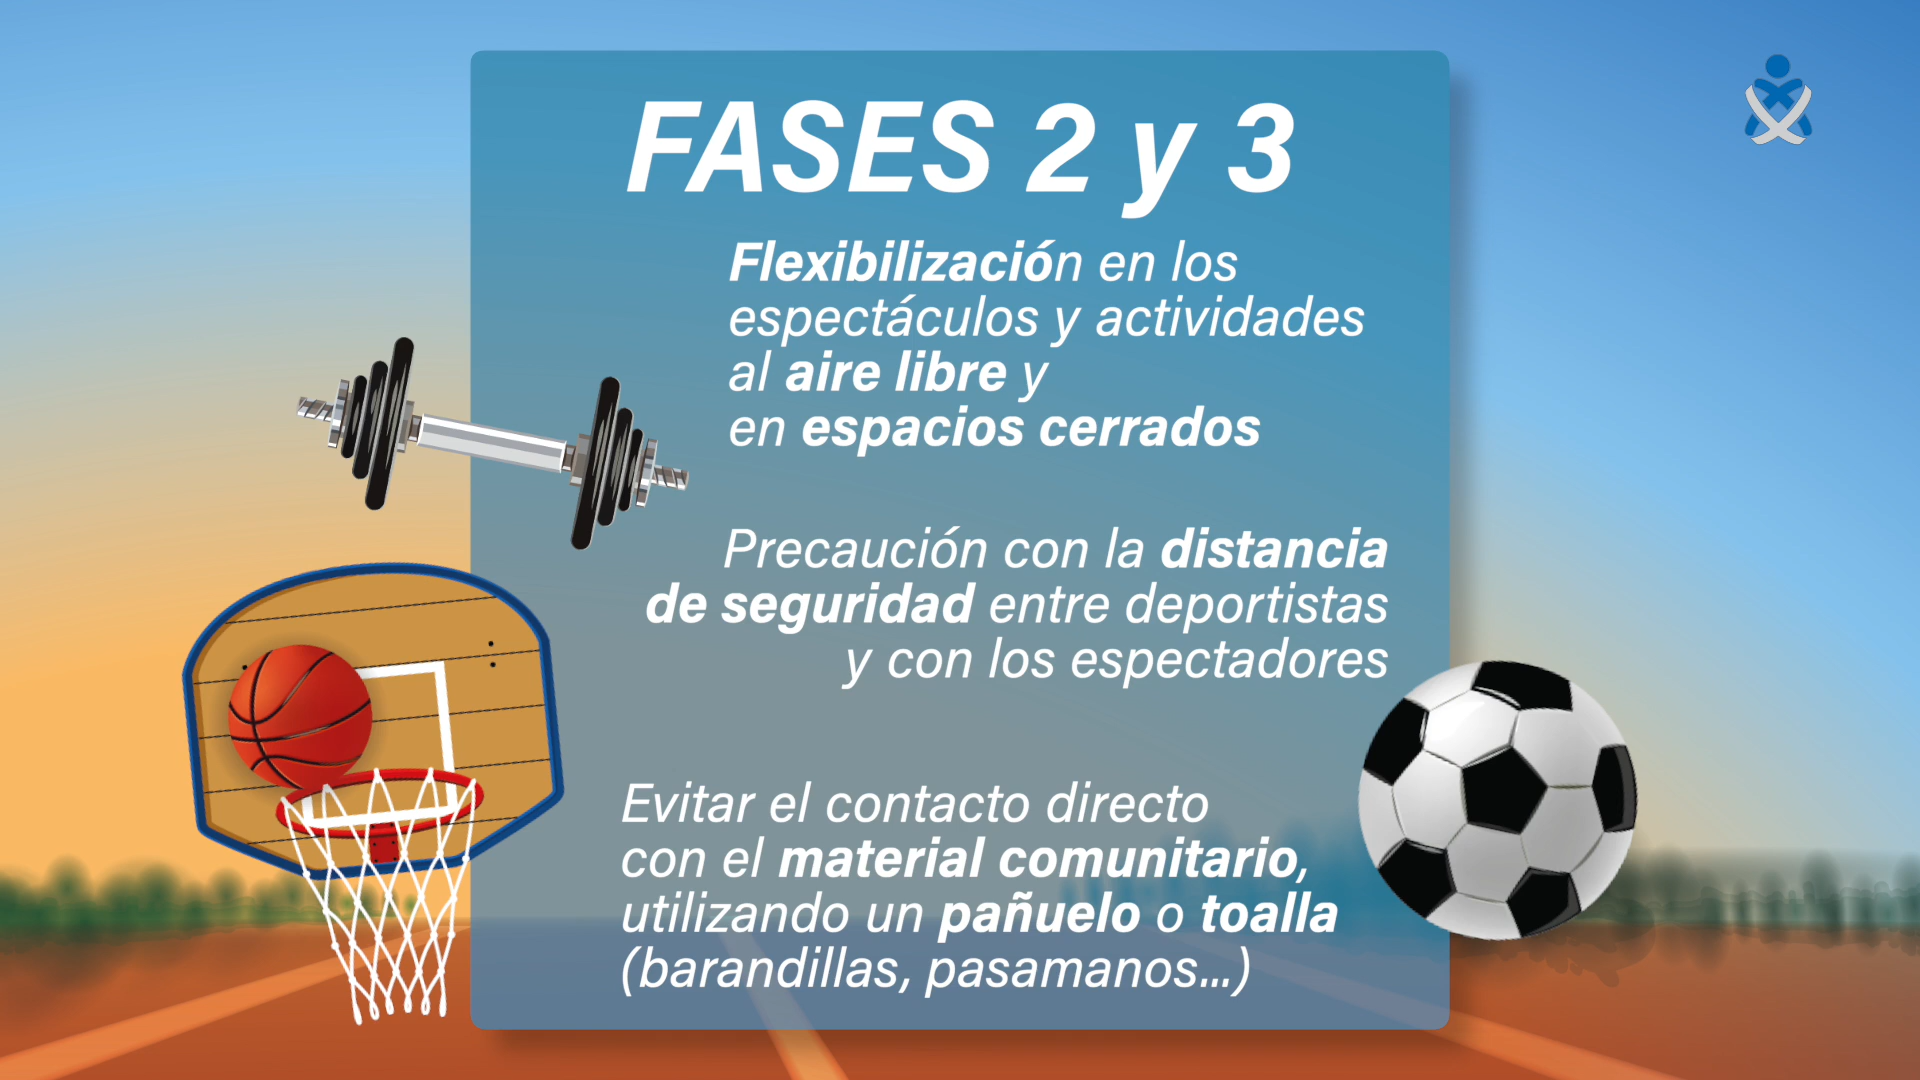 FASES 2 y 3
Flexibilización en los
espectáculos y actividades
al aire libre y
en espacios cerrados
Precaución con la distancia
de seguridad entre deportistas
y con los espectadores
Evitar el contacto directo
con el material comunitario,
utilizando un pañuelo o toalla
(barandillas, pasamanos...)